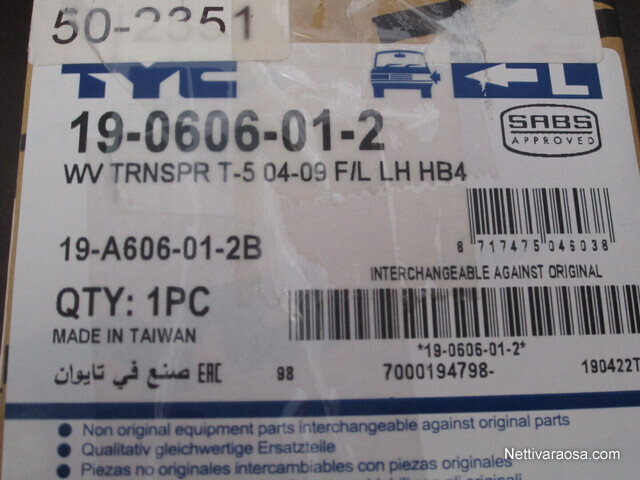 50-2351
TYC
L
19-0606-01-2
SABS
APPROVED
WV TRNSPR T-5 04-09 F/L LH HB4
8 717475 046038
19-A606-01-2B
INTERCHANGEABLE AGAINST ORIGINAL
QTY: 1PC
MADE IN TAIWAN
*19-0606-01-2*
صنع في تايوان EAC 98 7000194798- 190422T
Non original equipment parts interchangeable against original parts
Qualitativ gleichwertige Ersatzteile
Piezas no originales intercambiables con piezas originales
Nettivaraosa.com